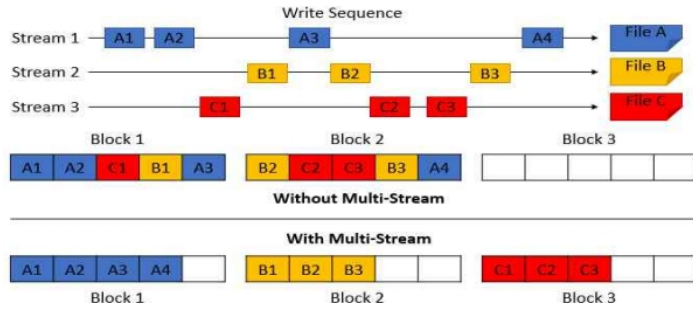 Write Sequence
Stream 1 A1 A2 A3 A4 File A
Stream 2 B1 B2 B3 File B
Stream 3 C1 C2 C3 File C
Block 1 Block 2 Block 3
A1 A2 C1 B1 A3 B2 C2 C3 B3 A4
Without Multi-Stream
With Multi-Stream
A1 A2 A3 A4 B1 B2 B3 C1 C2 C3
Block 1 Block 2 Block 3